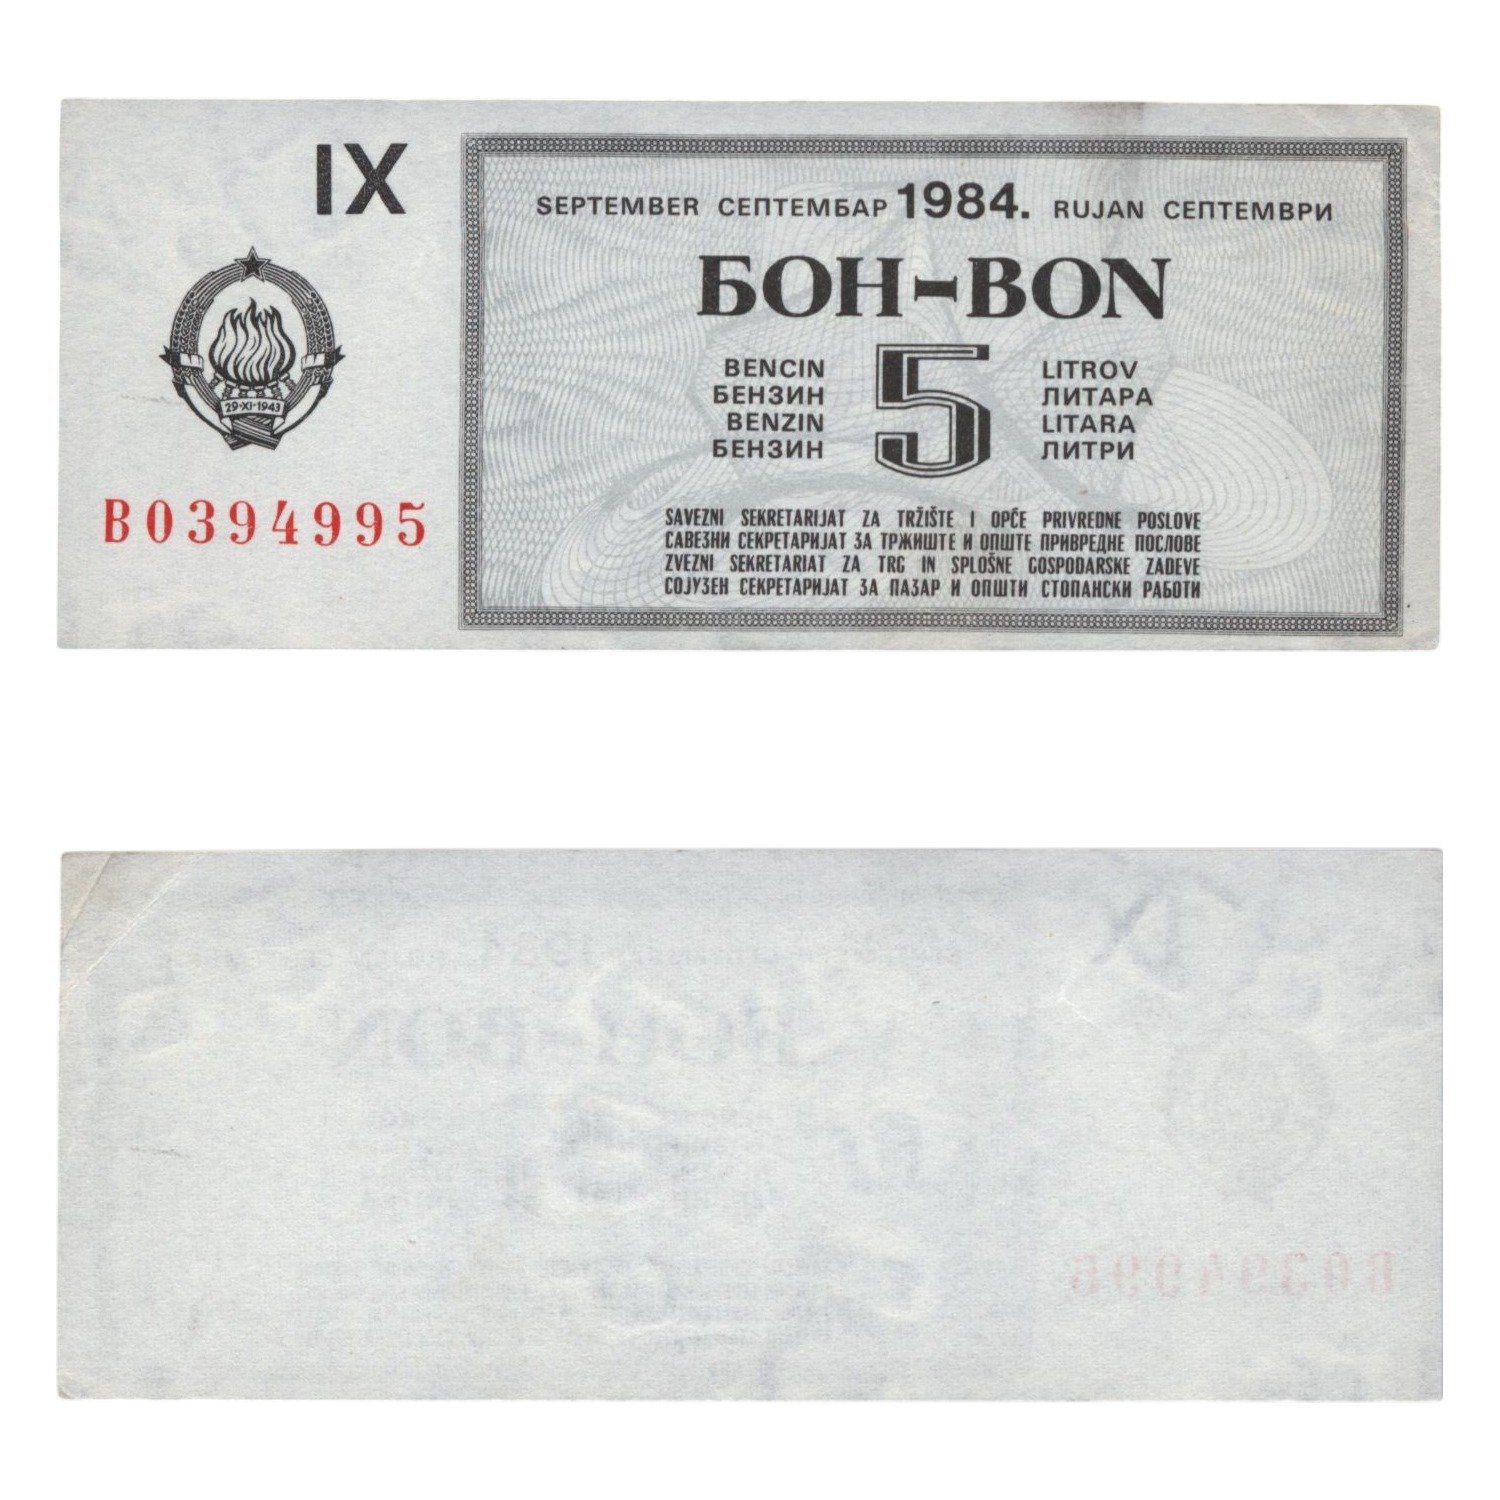 IX
SEPTEMBER СЕПТЕМБАР 1984. RUJAN СЕПТЕМВРИ
БОН-BON
BENCIN 5 LITROV
БЕНЗИН ЛИТАРА
BENZIN LITARA
БЕНЗИН ЛИТРИ
29·XI·1943
B0394995
SAVEZNI SEKRETARIJAT ZA TRŽIŠTE I OPĆE PRIVREDNE POSLOVE
САВЕЗНИ СЕКРЕТАРИЈАТ ЗА ТРЖИШТЕ И ОПШТЕ ПРИВРЕДНЕ ПОСЛОВЕ
ZVEZNI SEKRETARIAT ZA TRG IN SPLOŠNE GOSPODARSKE ZADEVE
СОЈУЗЕН СЕКРЕТАРИЈАТ ЗА ПАЗАР И ОПШТИ СТОПАНСКИ РАБОТИ